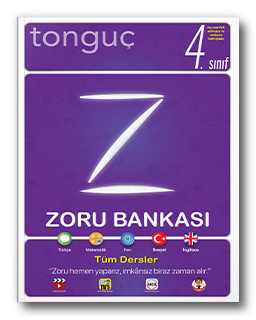 tonguç
4. sınıf
Z
ZORU BANKASI
Türkçe Matematik Fen Sosyal İngilizce
Tüm Dersler
"Zoru hemen yaparız, imkânsız biraz zaman alır."